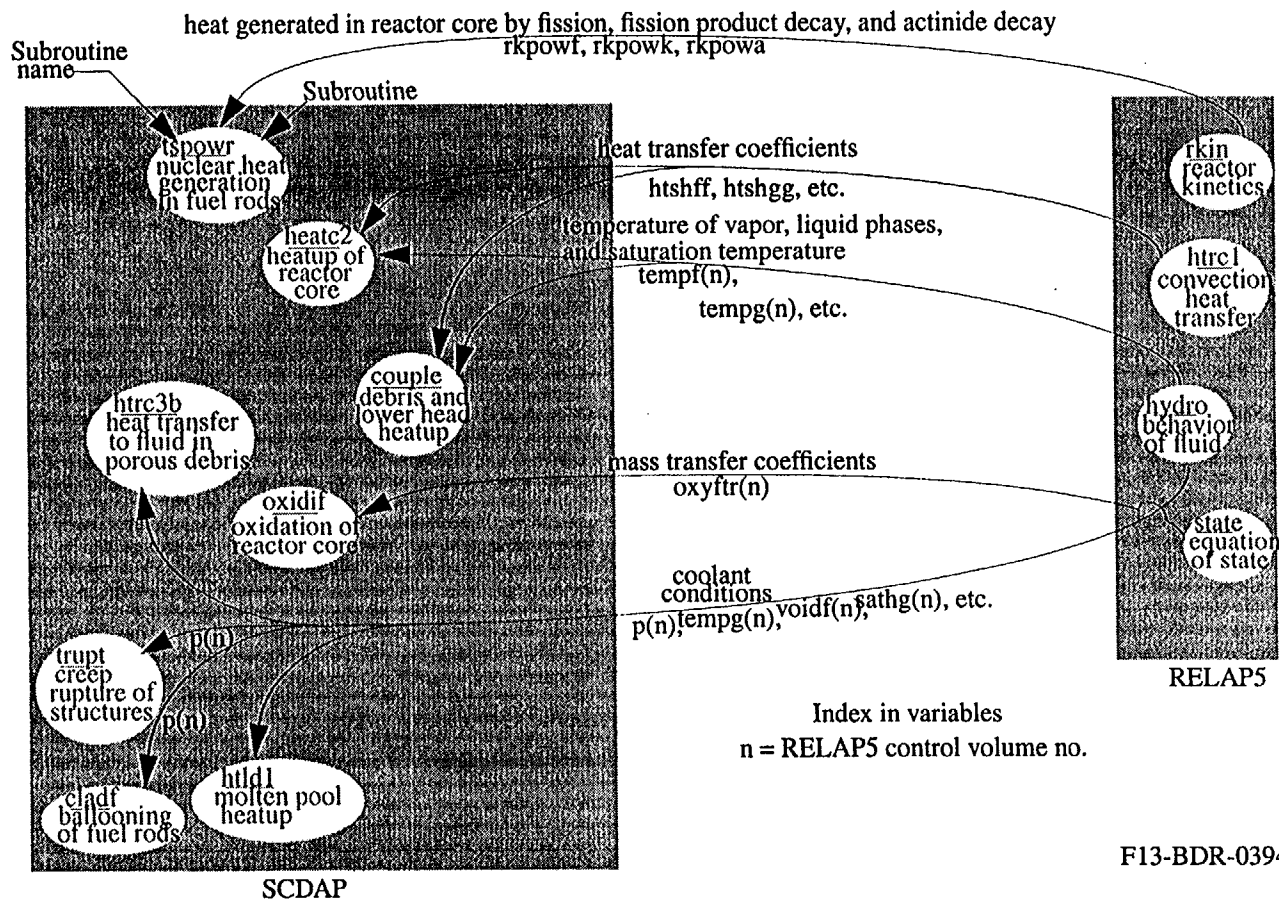 heat generated in reactor core by fission, fission product decay, and actinide decay
rkpowf, rkpowk, rkpowa
Subroutine
name
Subroutine
tspowr
nuclear heat
generation
in fuel rods
heatc2
heatup of
reactor
core
heat transfer coefficients
htshff, htshgg, etc.
temperature of vapor, liquid phases,
and saturation temperature
tempf(n),
tempg(n), etc.
rkin
reactor
kinetics
htrc1
convection
heat
transfer
couple
debris and
lower head
heatup
htrc3b
heat transfer
to fluid in
porous debris
hydro
behavior
of fluid
mass transfer coefficients
oxyftr(n)
oxidif
oxidation of
reactor core
state
equation
of state
coolant
conditions
p(n), tempg(n), voidf(n), sathg(n), etc.
p(n)
trupt
creep
rupture of
structures
p(n)
RELAP5
Index in variables
n = RELAP5 control volume no.
htld1
molten pool
heatup
cladf
ballooning
of fuel rods
SCDAP
F13-BDR-0394